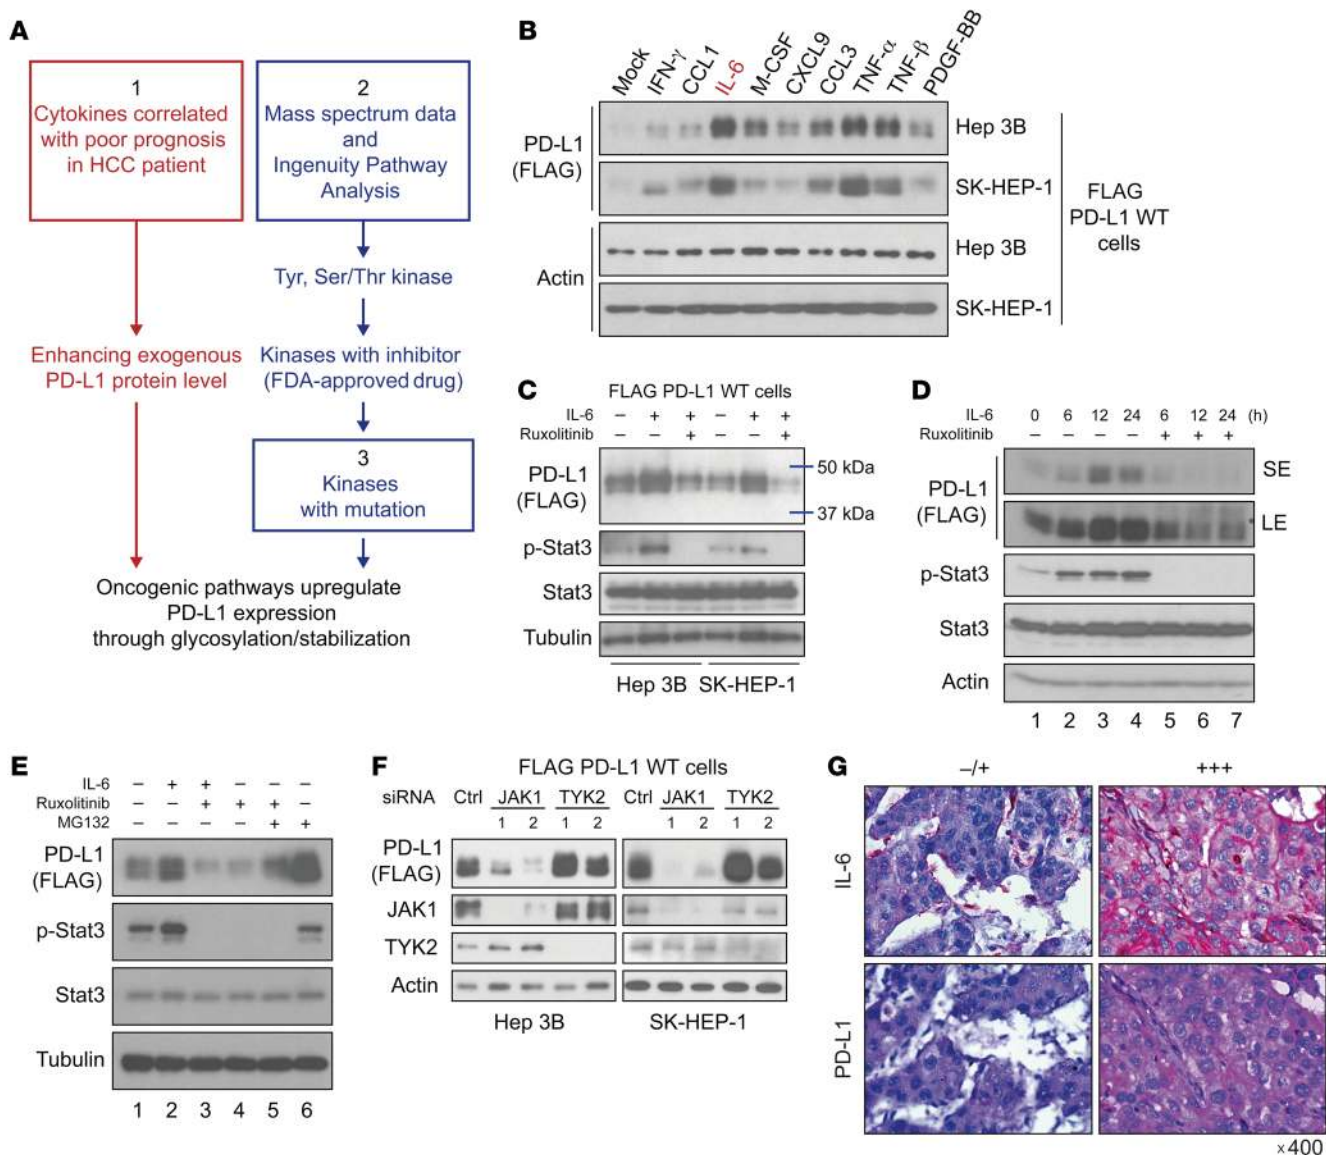 A
1
Cytokines correlated
with poor prognosis
in HCC patient
2
Mass spectrum data
and
Ingenuity Pathway
Analysis
Tyr, Ser/Thr kinase
Enhancing exogenous
PD-L1 protein level
Kinases with inhibitor
(FDA-approved drug)
3
Kinases
with mutation
Oncogenic pathways upregulate
PD-L1 expression
through glycosylation/stabilization
B
Mock IFN-γ CCL1 IL-6 M-CSF CXCL9 CCL3 TNF-α TNF-β PDGF-BB
PD-L1
(FLAG)
Hep 3B
SK-HEP-1
Actin
Hep 3B
SK-HEP-1
FLAG
PD-L1 WT
cells
C
FLAG PD-L1 WT cells
IL-6 – + + – + +
Ruxolitinib – – + – – +
PD-L1
(FLAG)
50 kDa
37 kDa
p-Stat3
Stat3
Tubulin
Hep 3B SK-HEP-1
D
IL-6 0 6 12 24 6 12 24 (h)
Ruxolitinib – – – – + + +
PD-L1
(FLAG)
SE
LE
p-Stat3
Stat3
Actin
1 2 3 4 5 6 7
E
IL-6 – + + – – –
Ruxolitinib – – + + + –
MG132 – – – – + +
PD-L1
(FLAG)
p-Stat3
Stat3
Tubulin
1 2 3 4 5 6
F
FLAG PD-L1 WT cells
siRNA Ctrl JAK1 TYK2 Ctrl JAK1 TYK2
1 2 1 2 1 2 1 2
PD-L1
(FLAG)
JAK1
TYK2
Actin
Hep 3B SK-HEP-1
G
–/+ +++
IL-6
PD-L1
×400